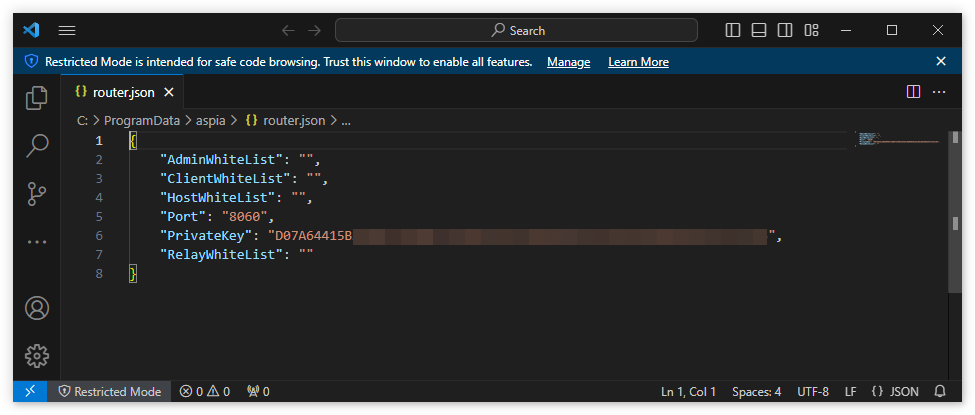 Search
Restricted Mode is intended for safe code browsing. Trust this window to enable all features. Manage Learn More
{} router.json
C: > ProgramData > aspia > {} router.json > ...
1 {
2 "AdminWhiteList": "",
3 "ClientWhiteList": "",
4 "HostWhiteList": "",
5 "Port": "8060",
6 "PrivateKey": "D07A64415B",
7 "RelayWhiteList": ""
8 }
Restricted Mode 0 0 0 Ln 1, Col 1 Spaces: 4 UTF-8 LF {} JSON